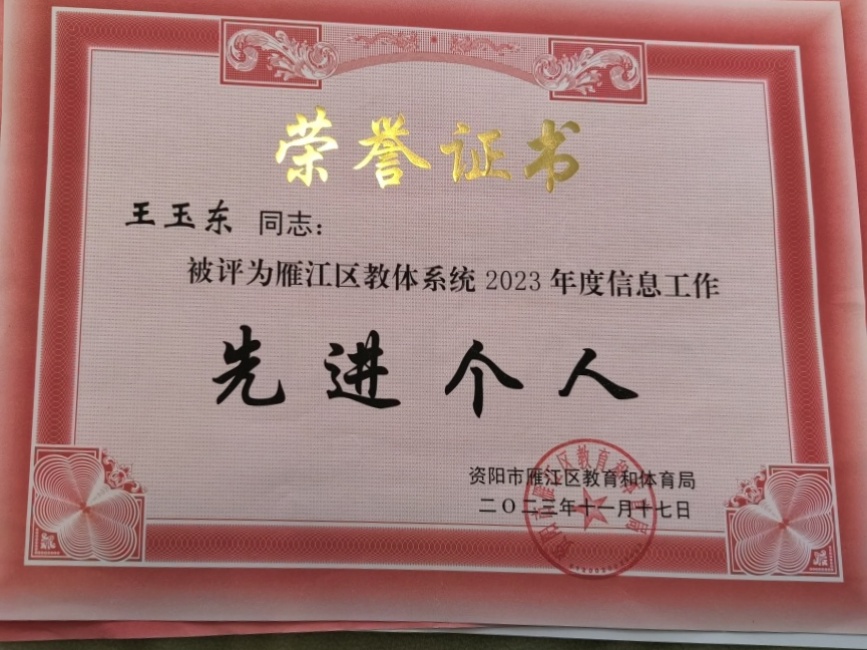 荣誉证书
王玉东 同志：
被评为雁江区教体系统 2023 年度信息工作
先进个人
资阳市雁江区教育和体育局
二〇二三年十一月十七日